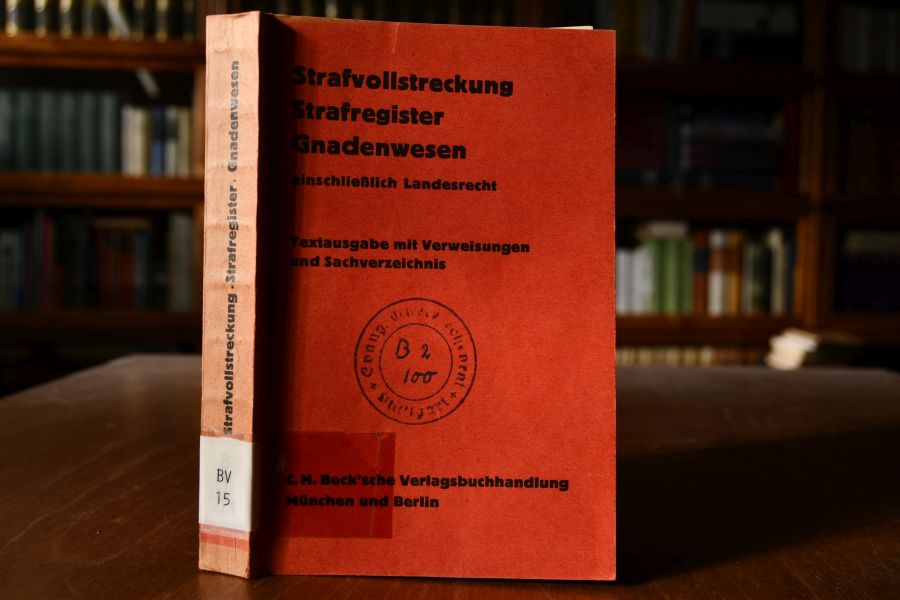 Strafvollstreckung · Strafregister · Gnadenwesen
BV
15
Strafvollstreckung
Strafregister
Gnadenwesen
einschließlich Landesrecht
Textausgabe mit Verweisungen
und Sachverzeichnis
Evang.
B 2
100
C. H. Beck'sche Verlagsbuchhandlung
München und Berlin